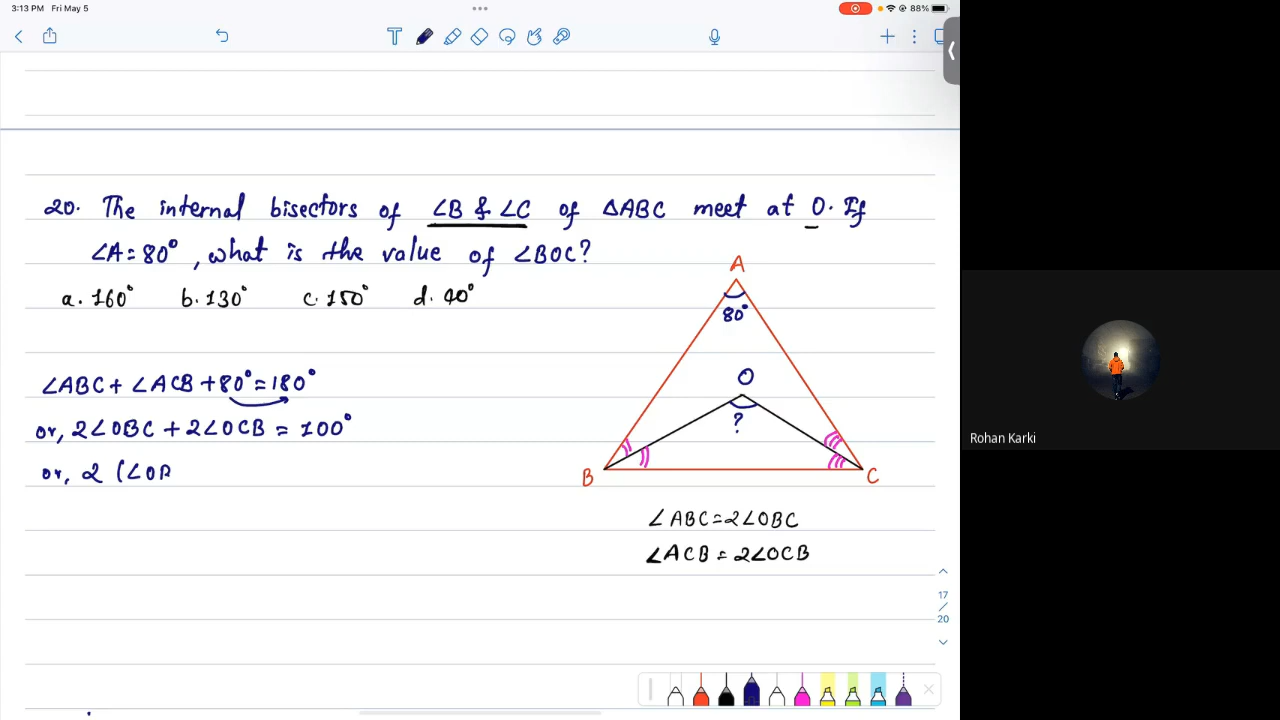 3:13 PM Fri May 5
88%
20. The internal bisectors of ∠B & ∠C of ΔABC meet at O. If
∠A = 80°, what is the value of ∠BOC?
a. 160° b. 130° c. 150° d. 40°
A
80°
O
?
B
C
∠ABC + ∠ACB + 80° = 180°
or, 2∠OBC + 2∠OCB = 100°
or, 2 (∠OB
∠ABC = 2∠OBC
∠ACB = 2∠OCB
17
/
20
Rohan Karki